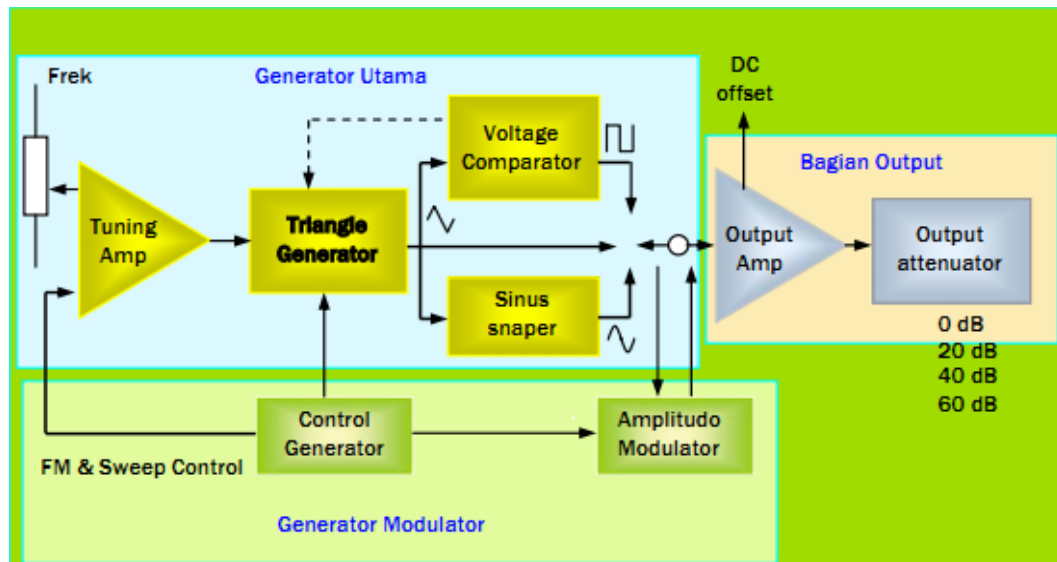 Frek
Generator Utama
DC
offset
Voltage
Comparator
Bagian Output
Tuning
Amp
Triangle
Generator
Output
Amp
Output
attenuator
Sinus
snaper
0 dB
20 dB
40 dB
60 dB
Control
Generator
Amplitudo
Modulator
FM & Sweep Control
Generator Modulator